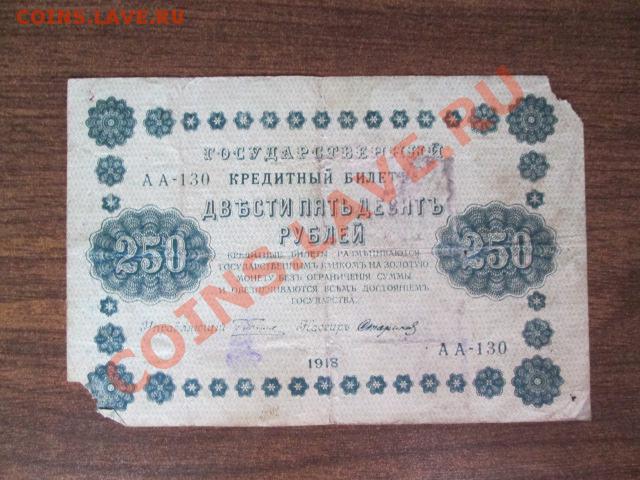 COINS.LAVE.RU
ГОСУДАРСТВЕННЫЙ
АА-130 КРЕДИТНЫЙ БИЛЕТЪ
ДВѢСТИ ПЯТЬДЕСЯТЪ
РУБЛЕЙ
250
250
КРЕДИТНЫЕ БИЛЕТЫ РАЗМѢНИВАЮТСЯ
ГОСУДАРСТВЕННЫМЪ БАНКОМЪ НА ЗОЛОТУЮ
МОНЕТУ БЕЗЪ ОГРАНИЧЕНІЯ СУММЫ
И ОБЕЗПЕЧИВАЮТСЯ ВСѢМЪ ДОСТОЯНІЕМЪ
ГОСУДАРСТВА.
Управляющій Кассиръ
АА-130
1918
COINS.LAVE.RU